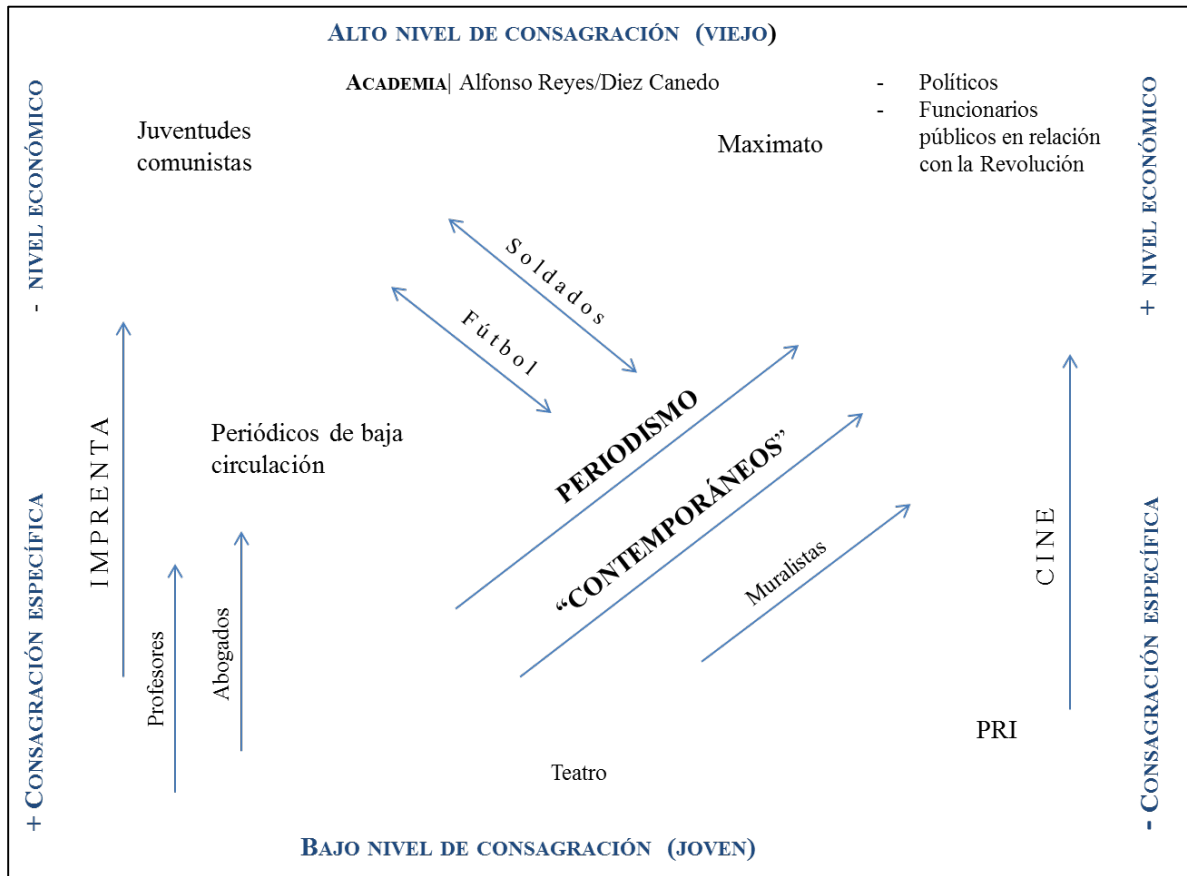 ALTO NIVEL DE CONSAGRACIÓN (VIEJO)
ACADEMIA| Alfonso Reyes/Diez Canedo
- Políticos
- Funcionarios
públicos en relación
con la Revolución
Juventudes
comunistas
Maximato
- NIVEL ECONÓMICO
+ NIVEL ECONÓMICO
Soldados
Fútbol
Periódicos de baja
circulación
PERIODISMO
"CONTEMPORÁNEOS"
Muralistas
IMPRENTA
Profesores
Abogados
CINE
+ CONSAGRACIÓN ESPECÍFICA
- CONSAGRACIÓN ESPECÍFICA
PRI
Teatro
BAJO NIVEL DE CONSAGRACIÓN (JOVEN)